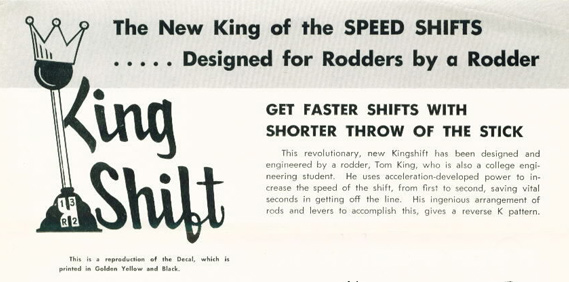 The New King of the SPEED SHIFTS
..... Designed for Rodders by a Rodder
King
Shift
1 3
R 2
GET FASTER SHIFTS WITH
SHORTER THROW OF THE STICK
This revolutionary, new Kingshift has been designed and
engineered by a rodder, Tom King, who is also a college engi-
neering student. He uses acceleration-developed power to in-
crease the speed of the shift, from first to second, saving vital
seconds in getting off the line. His ingenious arrangement of
rods and levers to accomplish this, gives a reverse K pattern.
This is a reproduction of the Decal, which is
printed in Golden Yellow and Black.